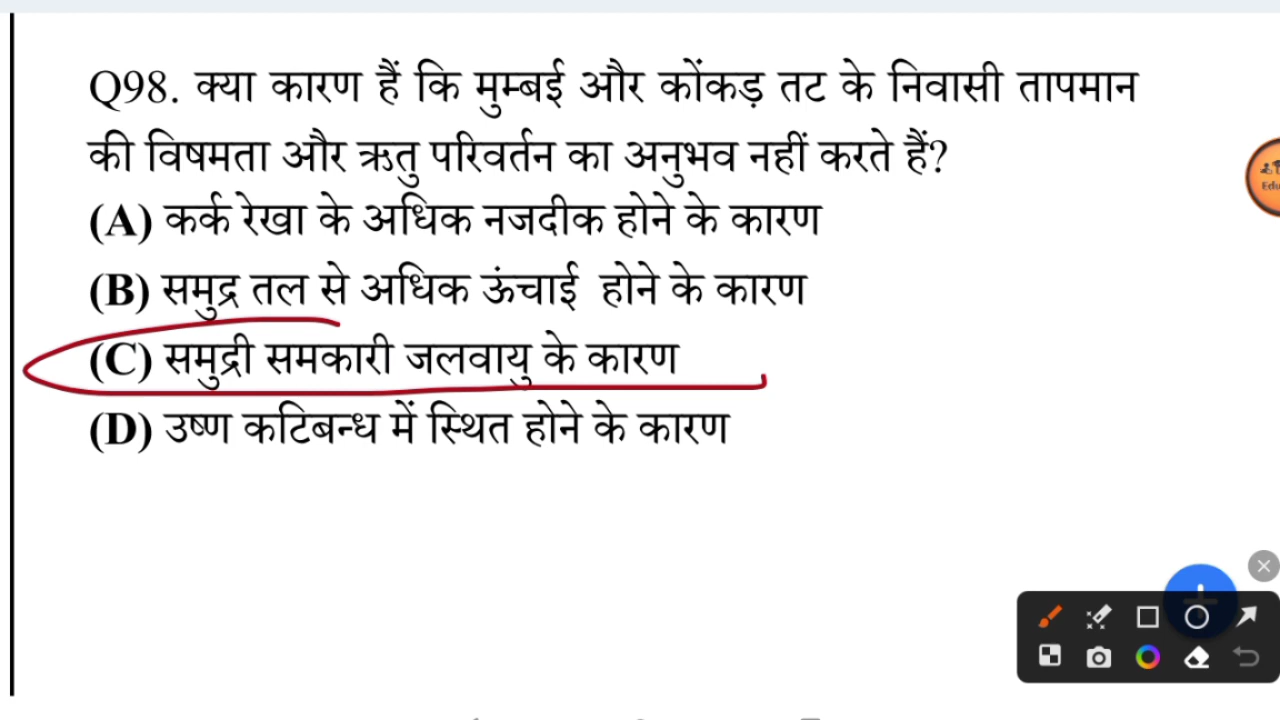 Q98. क्या कारण हैं कि मुम्बई और कोंकड़ तट के निवासी तापमान
की विषमता और ऋतु परिवर्तन का अनुभव नहीं करते हैं?
(A) कर्क रेखा के अधिक नजदीक होने के कारण
(B) समुद्र तल से अधिक ऊंचाई होने के कारण
(C) समुद्री समकारी जलवायु के कारण
(D) उष्ण कटिबन्ध में स्थित होने के कारण